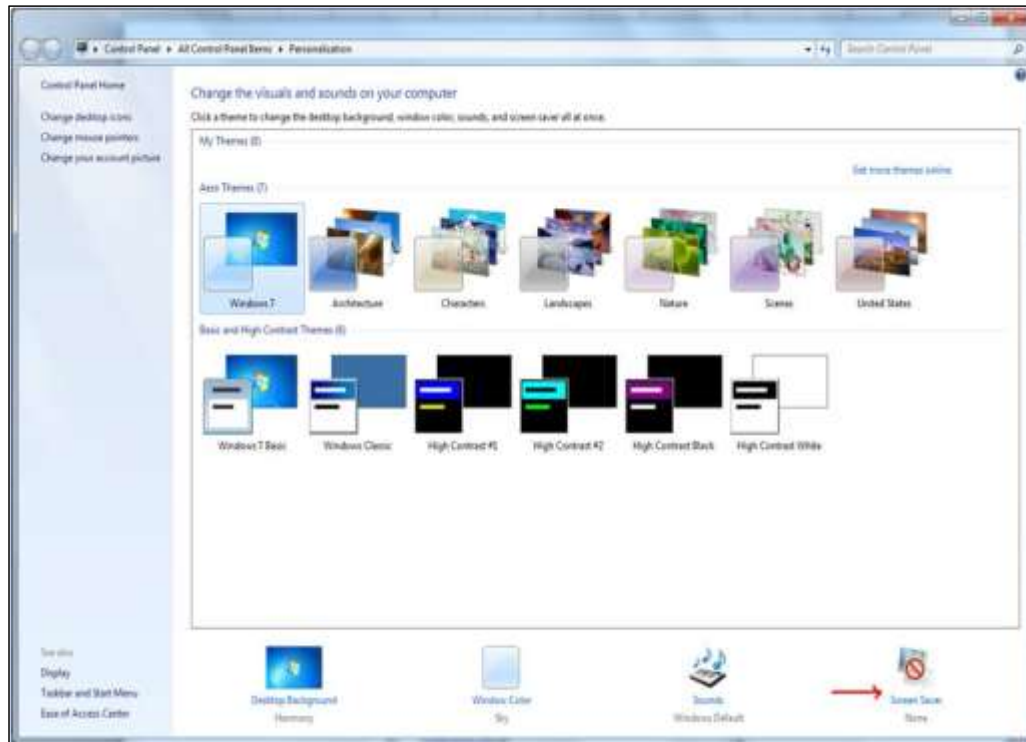 Control Panel ▸ All Control Panel Items ▸ Personalization
Search Control Panel
Control Panel Home
Change desktop icons
Change mouse pointers
Change your account picture
Change the visuals and sounds on your computer
Click a theme to change the desktop background, window color, sounds, and screen saver all at once.
My Themes (0)
Get more themes online
Aero Themes (7)
Windows 7
Architecture
Characters
Landscapes
Nature
Scenes
United States
Basic and High Contrast Themes (6)
Windows 7 Basic
Windows Classic
High Contrast #1
High Contrast #2
High Contrast Black
High Contrast White
See also
Display
Taskbar and Start Menu
Ease of Access Center
Desktop Background
Harmony
Window Color
Sky
Sounds
Windows Default
Screen Saver
None